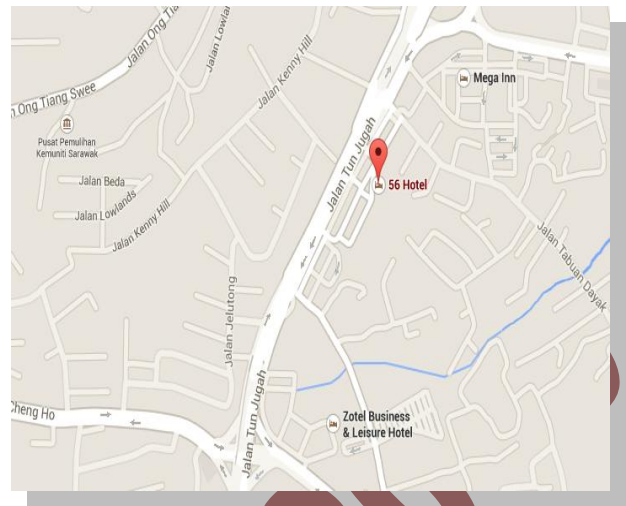 Jalan Ong Tia
Jalan Lowlar
Jalan Kenny Hill
Mega Inn
n Ong Tiang Swee
Jalan Tun Jugah
Pusat Pemulihan
Kemuniti Sarawak
56 Hotel
Jalan Beda
Jalan Lowlands
Jalan Kenny Hill
Jalan Tabuan Dayak
Jalan Jelutong
Cheng Ho
Jalan Tun Jugah
Zotel Business
& Leisure Hotel